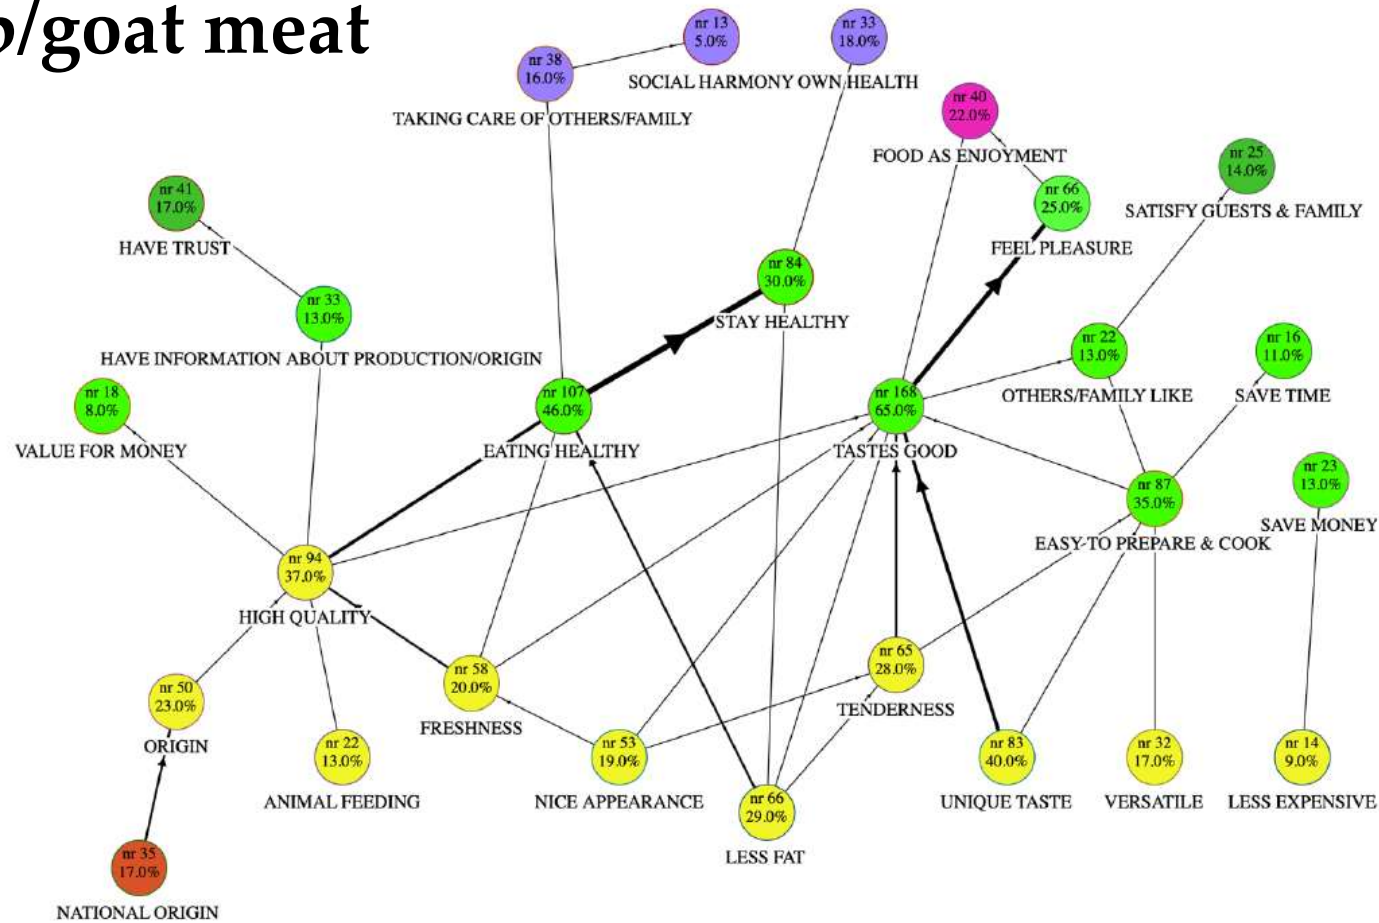 /goat meat
nr 13
5.0%
SOCIAL HARMONY
nr 33
18.0%
OWN HEALTH
nr 38
16.0%
TAKING CARE OF OTHERS/FAMILY
nr 40
22.0%
FOOD AS ENJOYMENT
nr 25
14.0%
SATISFY GUESTS & FAMILY
nr 41
17.0%
HAVE TRUST
nr 66
25.0%
FEEL PLEASURE
nr 84
30.0%
STAY HEALTHY
nr 33
13.0%
HAVE INFORMATION ABOUT PRODUCTION/ORIGIN
nr 22
13.0%
OTHERS/FAMILY LIKE
nr 16
11.0%
SAVE TIME
nr 18
8.0%
VALUE FOR MONEY
nr 107
46.0%
EATING HEALTHY
nr 168
65.0%
TASTES GOOD
nr 23
13.0%
SAVE MONEY
nr 87
35.0%
EASY-TO PREPARE & COOK
nr 94
37.0%
HIGH QUALITY
nr 58
20.0%
FRESHNESS
nr 65
28.0%
TENDERNESS
nr 50
23.0%
ORIGIN
nr 22
13.0%
ANIMAL FEEDING
nr 53
19.0%
NICE APPEARANCE
nr 66
29.0%
LESS FAT
nr 83
40.0%
UNIQUE TASTE
nr 32
17.0%
VERSATILE
nr 14
9.0%
LESS EXPENSIVE
nr 35
17.0%
NATIONAL ORIGIN